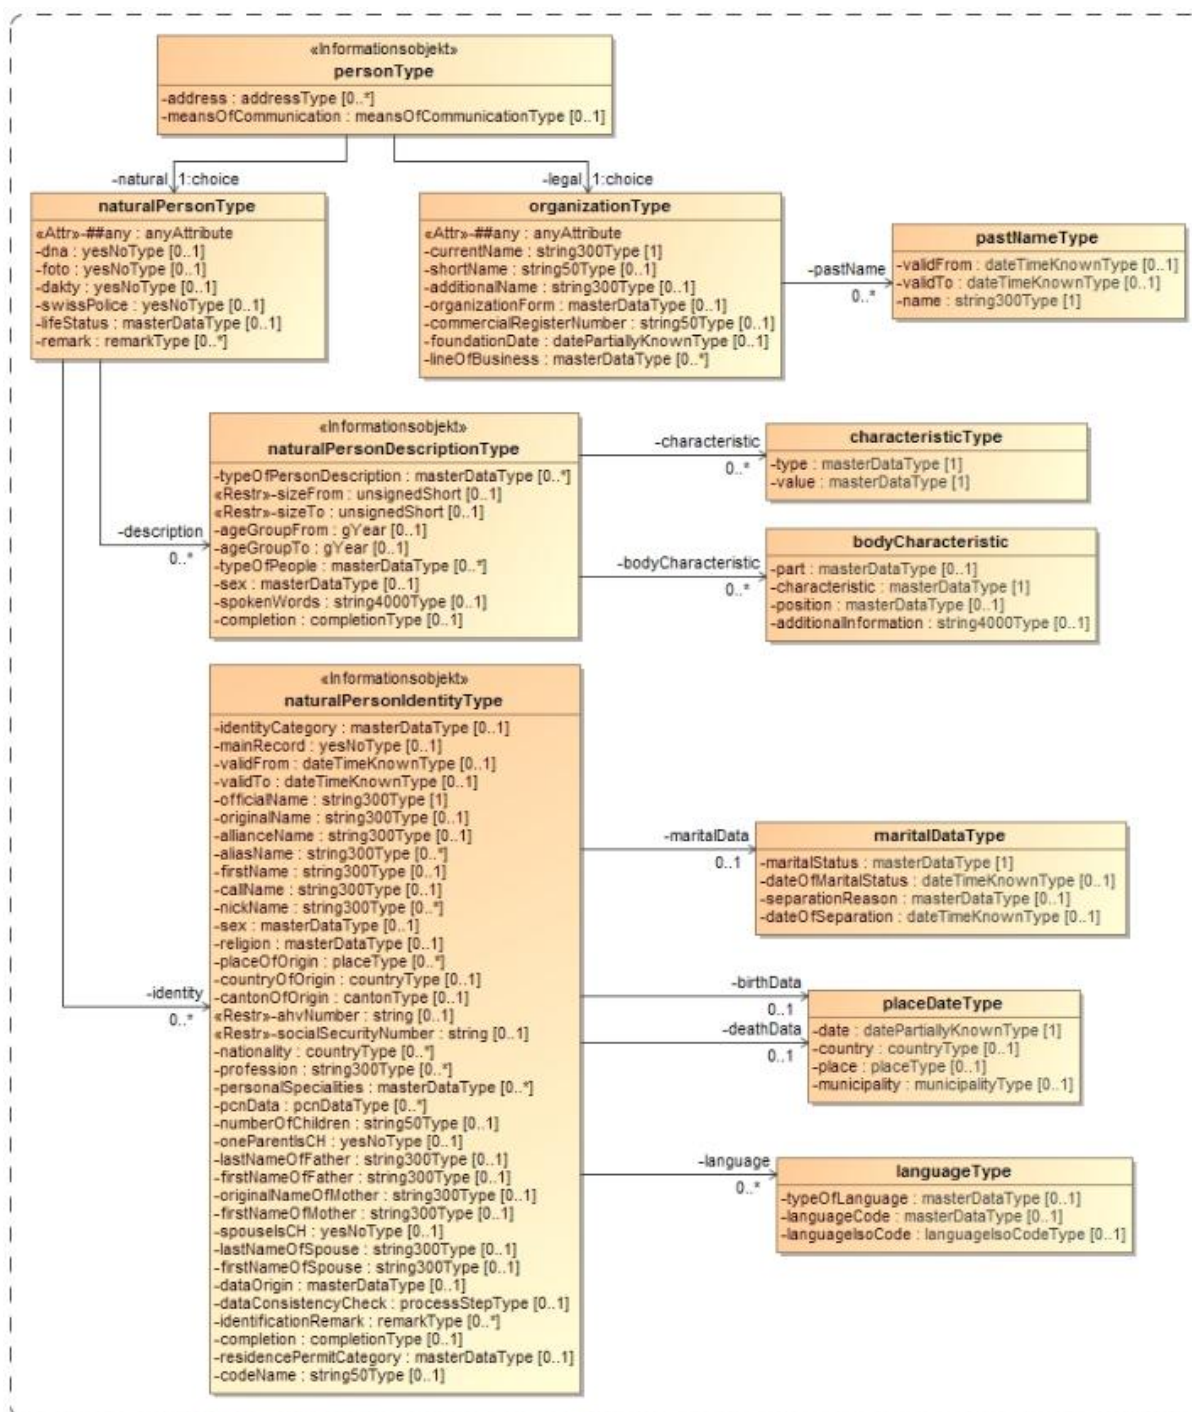 «Informationsobjekt»
personType
-address : addressType [0..*]
-meansOfCommunication : meansOfCommunicationType [0..1]
-natural 1:choice
-legal 1:choice
naturalPersonType
«Attr»-##any : anyAttribute
-dna : yesNoType [0..1]
-foto : yesNoType [0..1]
-dakty : yesNoType [0..1]
-swissPolice : yesNoType [0..1]
-lifeStatus : masterDataType [0..1]
-remark : remarkType [0..*]
organizationType
«Attr»-##any : anyAttribute
-currentName : string300Type [1]
-shortName : string50Type [0..1]
-additionalName : string300Type [0..1]
-organizationForm : masterDataType [0..1]
-commercialRegisterNumber : string50Type [0..1]
-foundationDate : datePartiallyKnownType [0..1]
-lineOfBusiness : masterDataType [0..*]
-pastName
0..*
pastNameType
-validFrom : dateTimeKnownType [0..1]
-validTo : dateTimeKnownType [0..1]
-name : string300Type [1]
-description
0..*
«Informationsobjekt»
naturalPersonDescriptionType
-typeOfPersonDescription : masterDataType [0..*]
«Restr»-sizeFrom : unsignedShort [0..1]
«Restr»-sizeTo : unsignedShort [0..1]
-ageGroupFrom : gYear [0..1]
-ageGroupTo : gYear [0..1]
-typeOfPeople : masterDataType [0..*]
-sex : masterDataType [0..1]
-spokenWords : string4000Type [0..1]
-completion : completionType [0..1]
-characteristic
0..*
characteristicType
-type : masterDataType [1]
-value : masterDataType [1]
-bodyCharacteristic
0..*
bodyCharacteristic
-part : masterDataType [0..1]
-characteristic : masterDataType [1]
-position : masterDataType [0..1]
-additionalInformation : string4000Type [0..1]
-identity
0..*
«Informationsobjekt»
naturalPersonIdentityType
-identityCategory : masterDataType [0..1]
-mainRecord : yesNoType [0..1]
-validFrom : dateTimeKnownType [0..1]
-validTo : dateTimeKnownType [0..1]
-officialName : string300Type [1]
-originalName : string300Type [0..1]
-allianceName : string300Type [0..1]
-aliasName : string300Type [0..*]
-firstName : string300Type [0..1]
-callName : string300Type [0..1]
-nickName : string300Type [0..*]
-sex : masterDataType [0..1]
-religion : masterDataType [0..1]
-placeOfOrigin : placeType [0..*]
-countryOfOrigin : countryType [0..1]
-cantonOfOrigin : cantonType [0..1]
«Restr»-ahvNumber : string [0..1]
«Restr»-socialSecurityNumber : string [0..1]
-nationality : countryType [0..*]
-profession : string300Type [0..*]
-personalSpecialities : masterDataType [0..*]
-pcnData : pcnDataType [0..*]
-numberOfChildren : string50Type [0..1]
-oneParentIsCH : yesNoType [0..1]
-lastNameOfFather : string300Type [0..1]
-firstNameOfFather : string300Type [0..1]
-originalNameOfMother : string300Type [0..1]
-firstNameOfMother : string300Type [0..1]
-spouseIsCH : yesNoType [0..1]
-lastNameOfSpouse : string300Type [0..1]
-firstNameOfSpouse : string300Type [0..1]
-dataOrigin : masterDataType [0..1]
-dataConsistencyCheck : processStepType [0..1]
-identificationRemark : remarkType [0..*]
-completion : completionType [0..1]
-residencePermitCategory : masterDataType [0..1]
-codeName : string50Type [0..1]
-maritalData
0..1
maritalDataType
-maritalStatus : masterDataType [1]
-dateOfMaritalStatus : dateTimeKnownType [0..1]
-separationReason : masterDataType [0..1]
-dateOfSeparation : dateTimeKnownType [0..1]
-birthData
0..1
-deathData
0..1
placeDateType
-date : datePartiallyKnownType [1]
-country : countryType [0..1]
-place : placeType [0..1]
-municipality : municipalityType [0..1]
-language
0..*
languageType
-typeOfLanguage : masterDataType [0..1]
-languageCode : masterDataType [0..1]
-languageIsoCode : languageIsoCodeType [0..1]